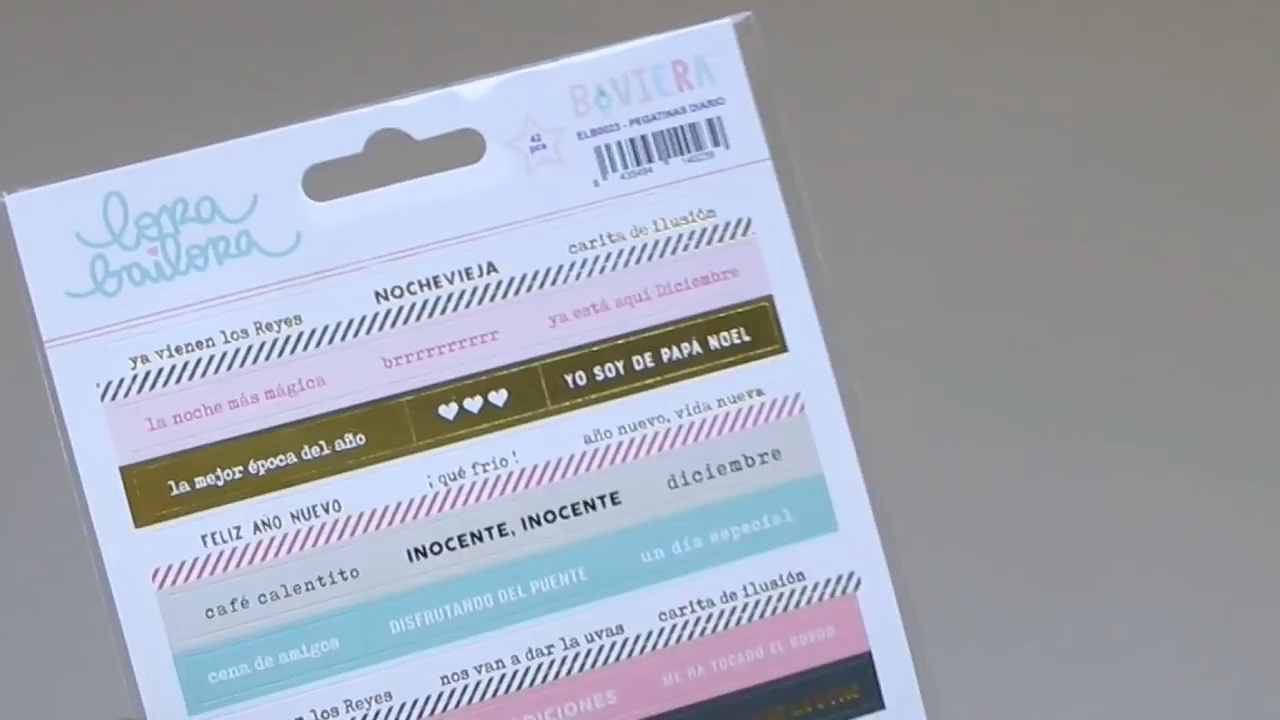 BOVIERA
42 pcs
ELB0023 - PEGATINAS DIARIO
lora
bailora
ya vienen los Reyes NOCHEVIEJA carita de ilusión
la noche más mágica brrrrrrrrrr ya está aquí Diciembre
la mejor época del año YO SOY DE PAPÁ NOEL
FELIZ AÑO NUEVO ¡qué frio! año nuevo, vida nueva
café calentito INOCENTE, INOCENTE diciembre
cena de amigos DISFRUTANDO DEL PUENTE un día especial
los Reyes nos van a dar la uvas carita de ilusión
ME HA TOCADO EL GORDO